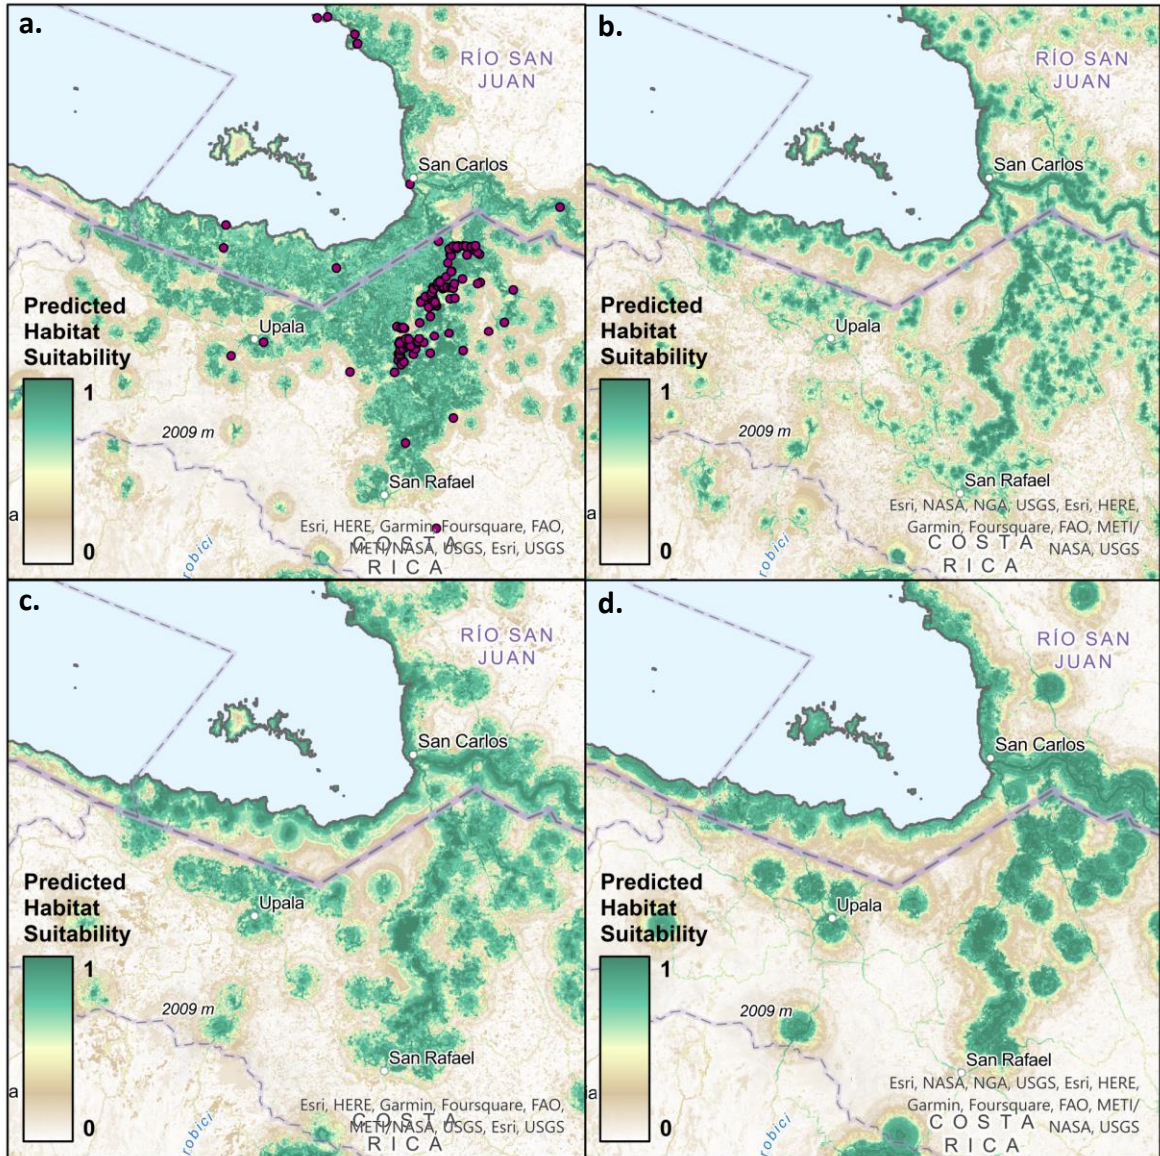 a.
RÍO SAN
JUAN
San Carlos
Predicted
Habitat
Suitability
Upala
1
2009 m
San Rafael
a
0
Esri, HERE, Garmin, Foursquare, FAO,
METI/NASA, USGS, Esri, USGS
COSTA
RICA
robici
b.
RÍO SAN
JUAN
San Carlos
Predicted
Habitat
Suitability
Upala
1
2009 m
San Rafael
a
0
Esri, NASA, NGA, USGS, Esri, HERE,
Garmin, Foursquare, FAO, METI/
NASA, USGS
COSTA
RICA
robici
c.
RÍO SAN
JUAN
San Carlos
Predicted
Habitat
Suitability
Upala
1
2009 m
San Rafael
a
0
Esri, HERE, Garmin, Foursquare, FAO,
METI/NASA, USGS, Esri, USGS
COSTA
RICA
robici
d.
RÍO SAN
JUAN
San Carlos
Predicted
Habitat
Suitability
Upala
1
2009 m
San Rafael
a
0
Esri, NASA, NGA, USGS, Esri, HERE,
Garmin, Foursquare, FAO, METI/
NASA, USGS
COSTA
RICA
robici